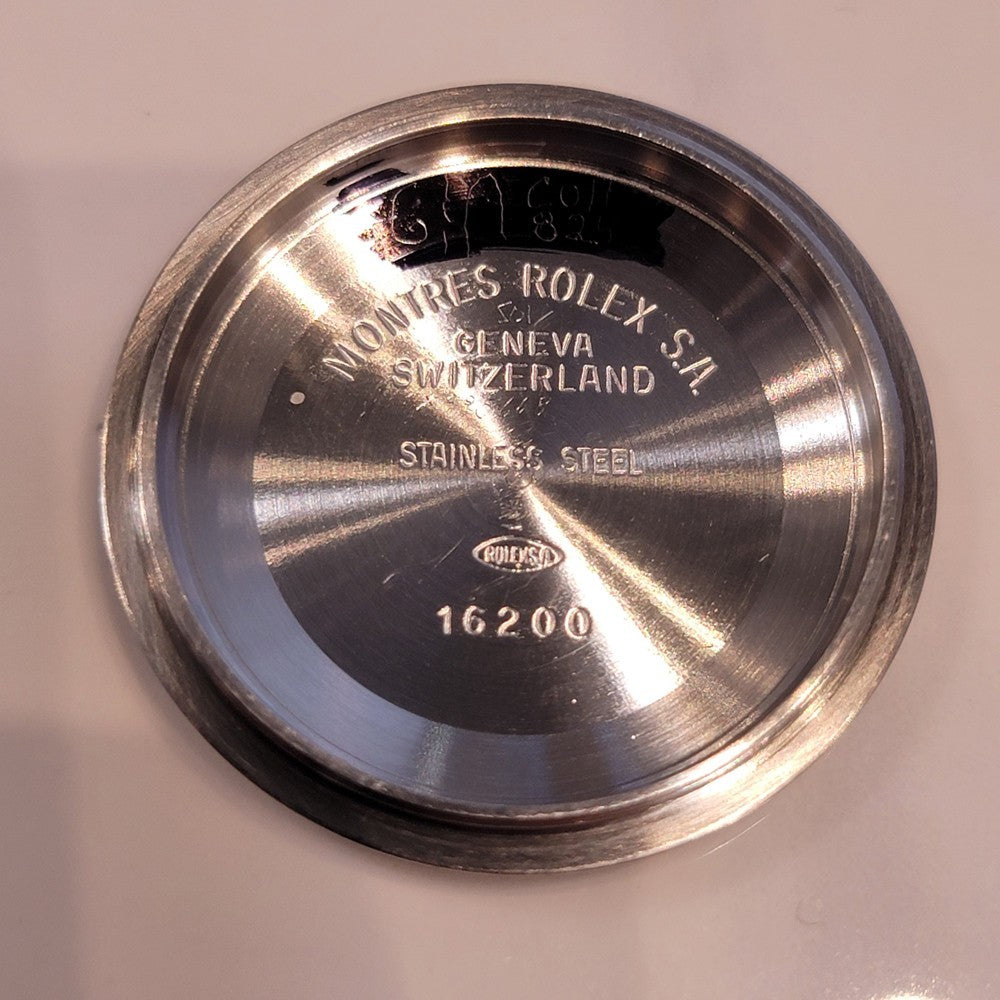 MONTRES ROLEX S.A.
GENEVA
SWITZERLAND
STAINLESS STEEL
ROLEX S.A
16200